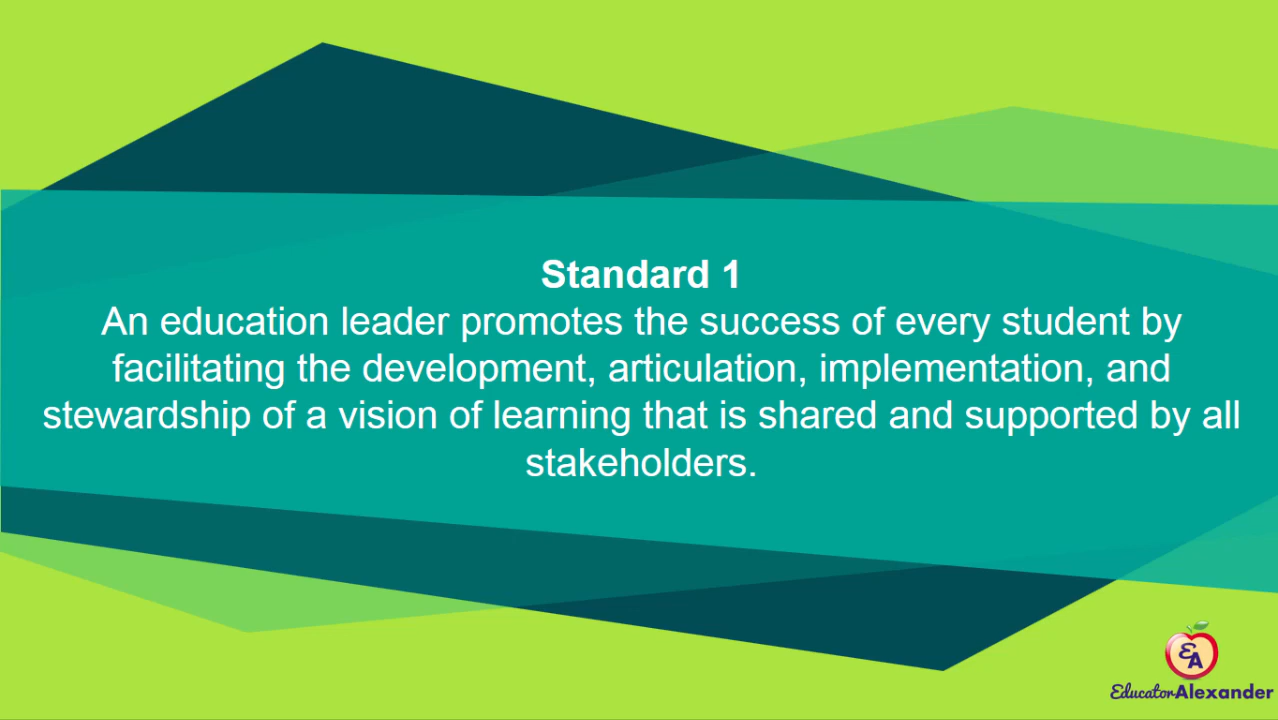 Standard 1
An education leader promotes the success of every student by
facilitating the development, articulation, implementation, and
stewardship of a vision of learning that is shared and supported by all
stakeholders.
EA
EducatorAlexander